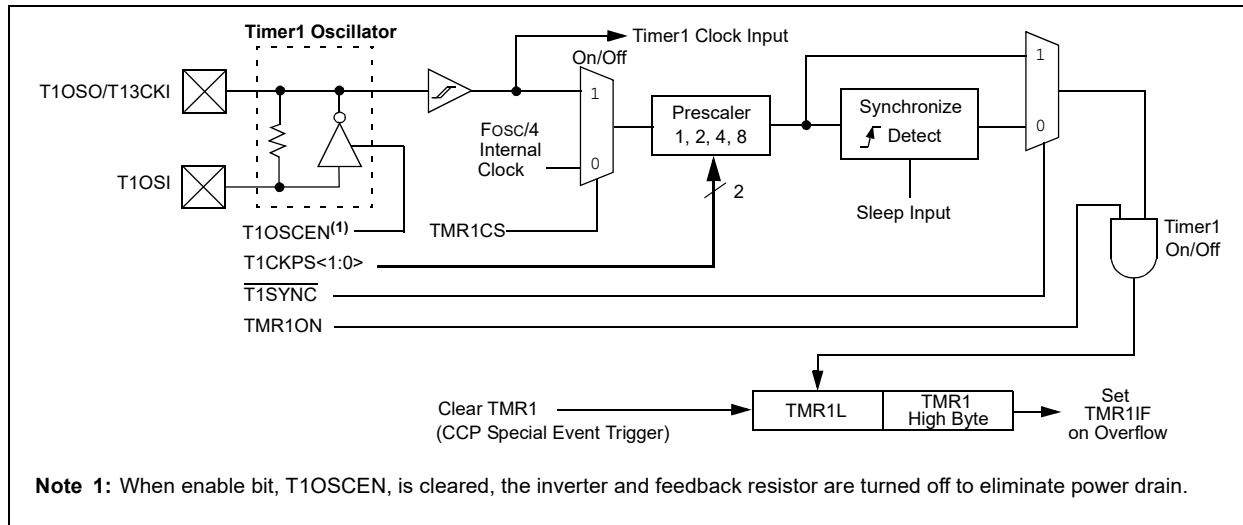 Timer1 Oscillator
T1OSO/T13CKI
T1OSI
Timer1 Clock Input
On/Off
1
0
FOSC/4
Internal
Clock
Prescaler
1, 2, 4, 8
2
Synchronize
Detect
Sleep Input
1
0
T1OSCEN(1)
TMR1CS
T1CKPS<1:0>
T1SYNC
TMR1ON
Timer1
On/Off
Clear TMR1
(CCP Special Event Trigger)
TMR1L
TMR1
High Byte
Set
TMR1IF
on Overflow
Note 1: When enable bit, T1OSCEN, is cleared, the inverter and feedback resistor are turned off to eliminate power drain.